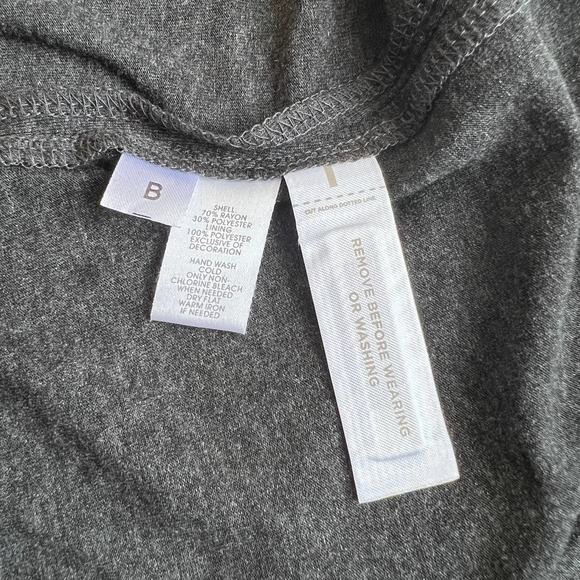 B
SHELL
70% RAYON
30% POLYESTER
LINING
100% POLYESTER
EXCLUSIVE OF
DECORATION
HAND WASH
COLD
ONLY NON-
CHLORINE BLEACH
WHEN NEEDED
DRY FLAT
WARM IRON
IF NEEDED
CUT ALONG DOTTED LINE
REMOVE BEFORE WEARING
OR WASHING